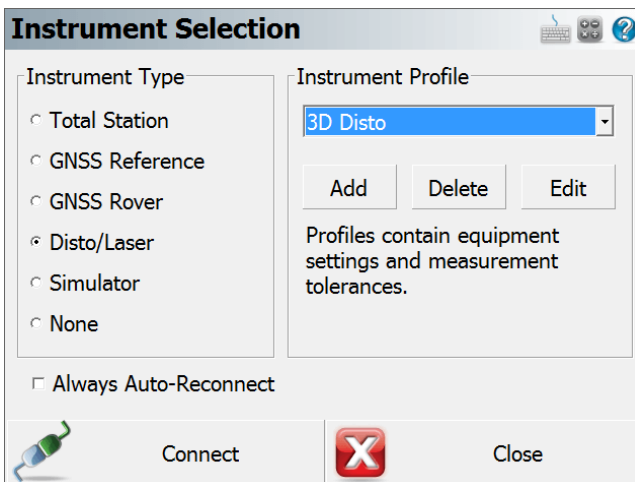 Instrument Selection
Instrument Type
Total Station
GNSS Reference
GNSS Rover
Disto/Laser
Simulator
None
Instrument Profile
3D Disto
Add
Delete
Edit
Profiles contain equipment
settings and measurement
tolerances.
Always Auto-Reconnect
Connect
Close